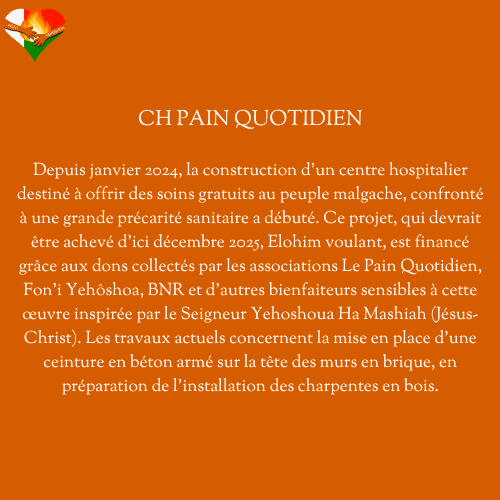 CH PAIN QUOTIDIEN
Depuis janvier 2024, la construction d'un centre hospitalier
destiné à offrir des soins gratuits au peuple malgache, confronté
à une grande précarité sanitaire a débuté. Ce projet, qui devrait
être achevé d'ici décembre 2025, Elohim voulant, est financé
grâce aux dons collectés par les associations Le Pain Quotidien,
Fon'i Yehôshoa, BNR et d'autres bienfaiteurs sensibles à cette
œuvre inspirée par le Seigneur Yehoshoua Ha Mashiah (Jésus-
Christ). Les travaux actuels concernent la mise en place d'une
ceinture en béton armé sur la tête des murs en brique, en
préparation de l'installation des charpentes en bois.